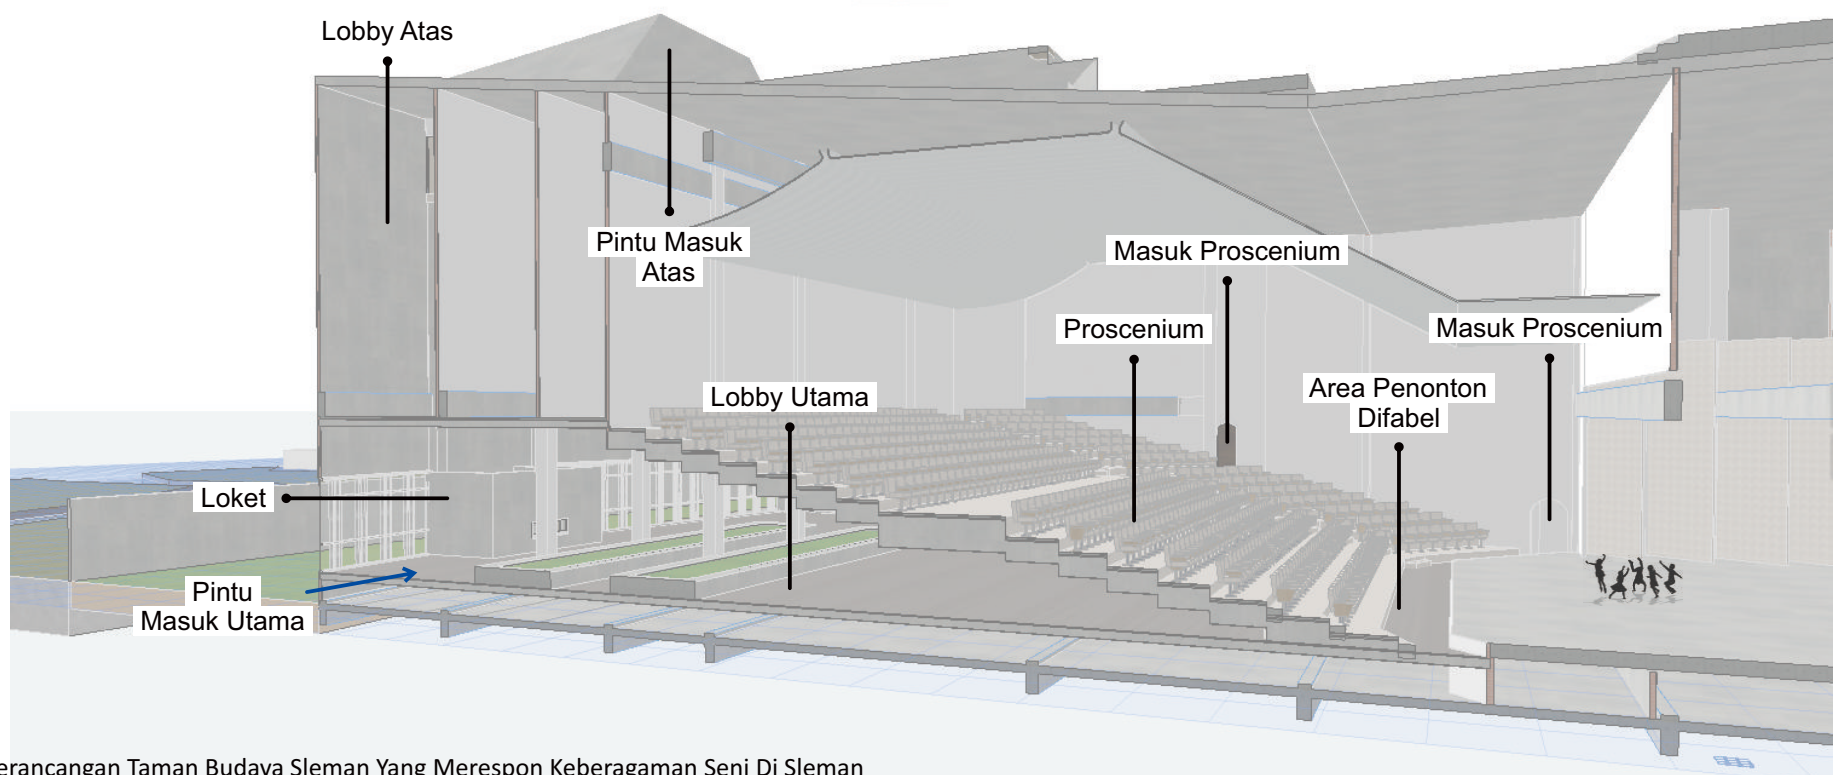 Lobby Atas
Pintu Masuk
Atas
Masuk Proscenium
Proscenium
Masuk Proscenium
Lobby Utama
Area Penonton
Difabel
Loket
Pintu
Masuk Utama
erancangan Taman Budaya Sleman Yang Merespon Keberagaman Seni Di Sleman